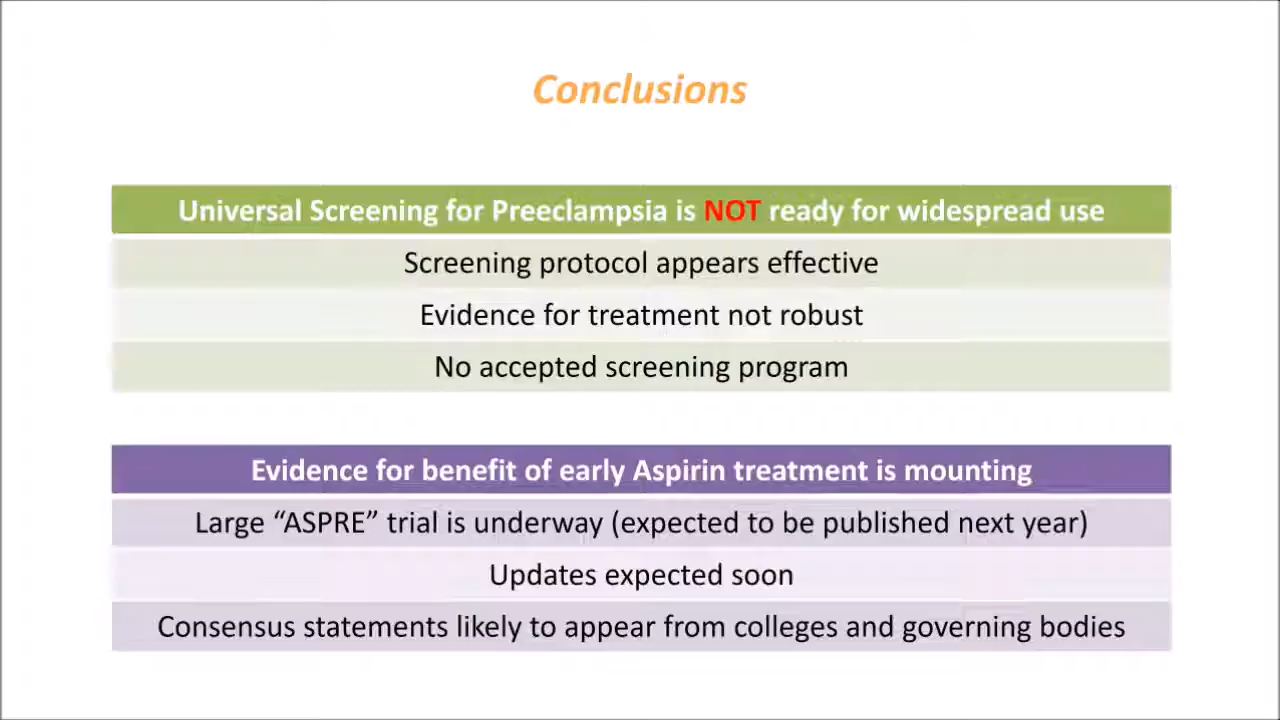 Conclusions
Universal Screening for Preeclampsia is NOT ready for widespread use
Screening protocol appears effective
Evidence for treatment not robust
No accepted screening program
Evidence for benefit of early Aspirin treatment is mounting
Large “ASPRE” trial is underway (expected to be published next year)
Updates expected soon
Consensus statements likely to appear from colleges and governing bodies